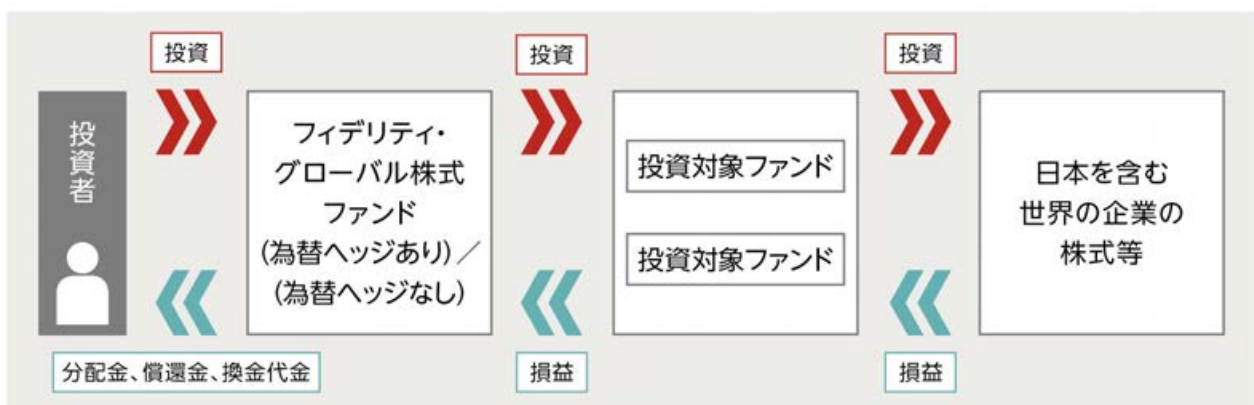 投資
投資
投資
投資者
フィデリティ・
グローバル株式
ファンド
(為替ヘッジあり)／
(為替ヘッジなし)
投資対象ファンド
投資対象ファンド
日本を含む
世界の企業の
株式等
分配金、償還金、換金代金
損益
損益